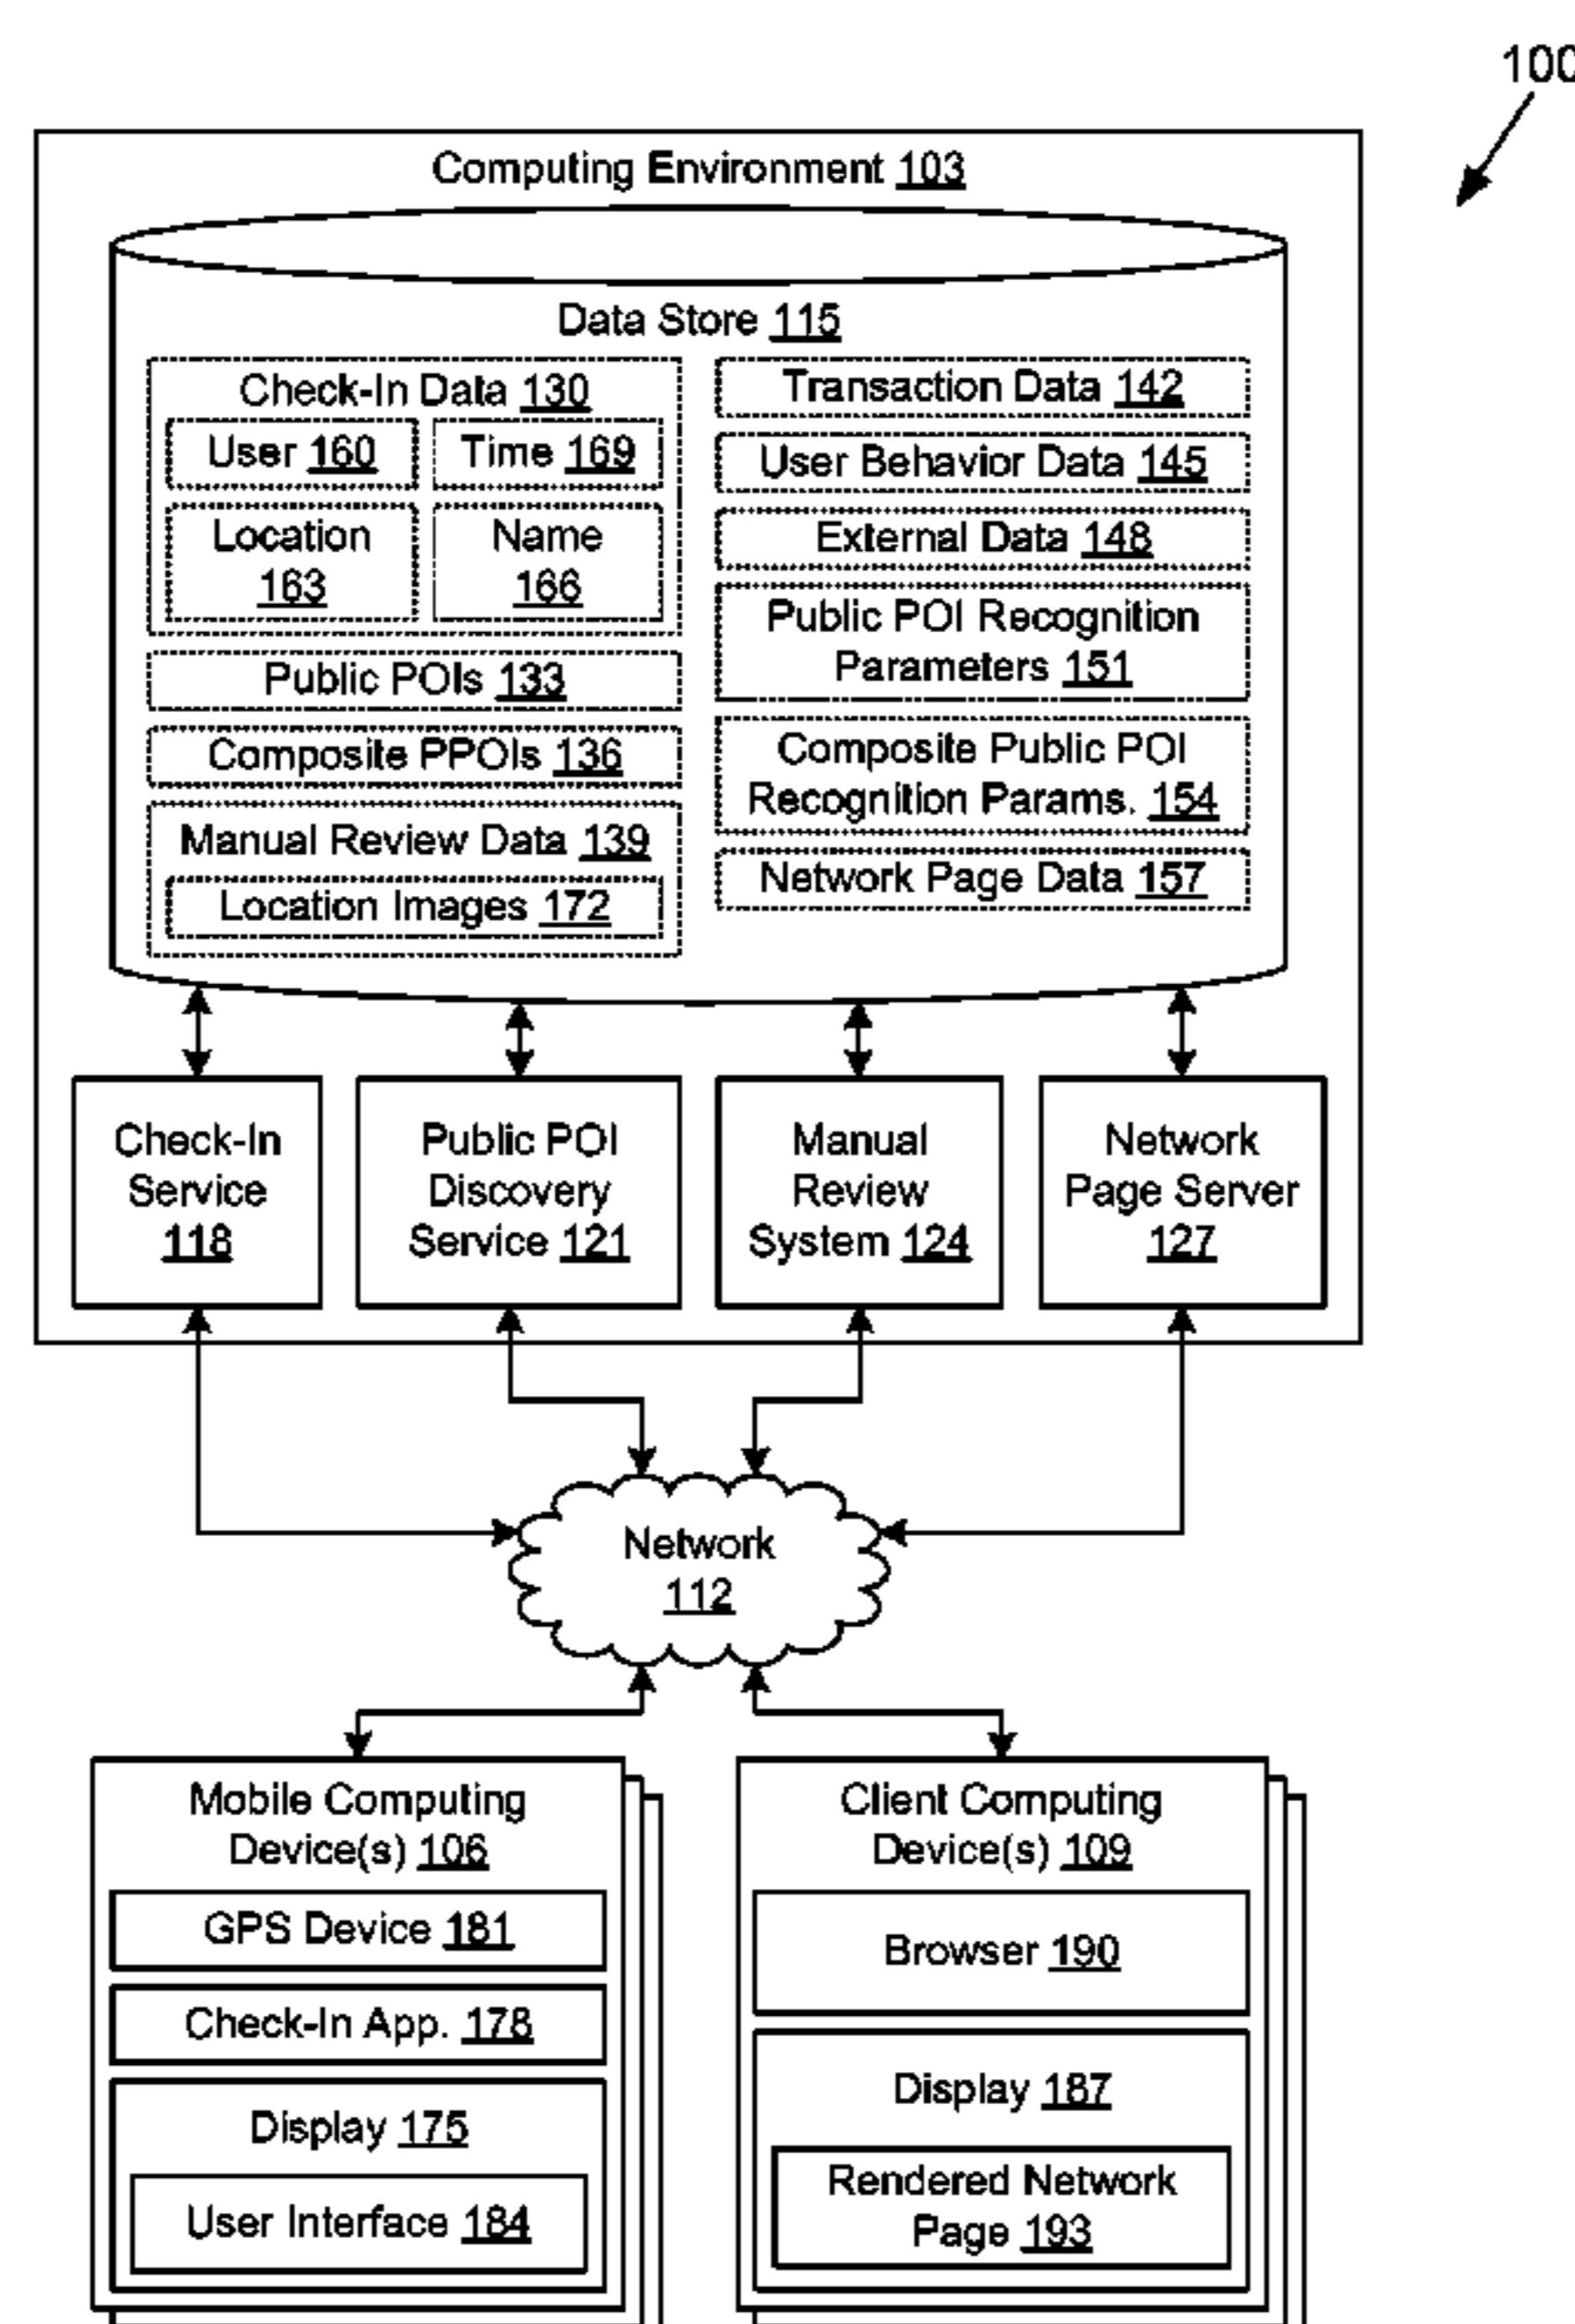 100
Computing Environment 103
Data Store 115
Check-In Data 130
User 160
Time 169
Location
163
Name
166
Public POIs 133
Composite PPOIs 136
Manual Review Data 139
Location Images 172
Transaction Data 142
User Behavior Data 145
External Data 148
Public POI Recognition
Parameters 151
Composite Public POI
Recognition Params. 154
Network Page Data 157
Check-In
Service
118
Public POI
Discovery
Service 121
Manual
Review
System 124
Network
Page Server
127
Network
112
Mobile Computing
Device(s) 106
GPS Device 181
Check-In App. 178
Display 175
User Interface 184
Client Computing
Device(s) 109
Browser 190
Display 187
Rendered Network
Page 193